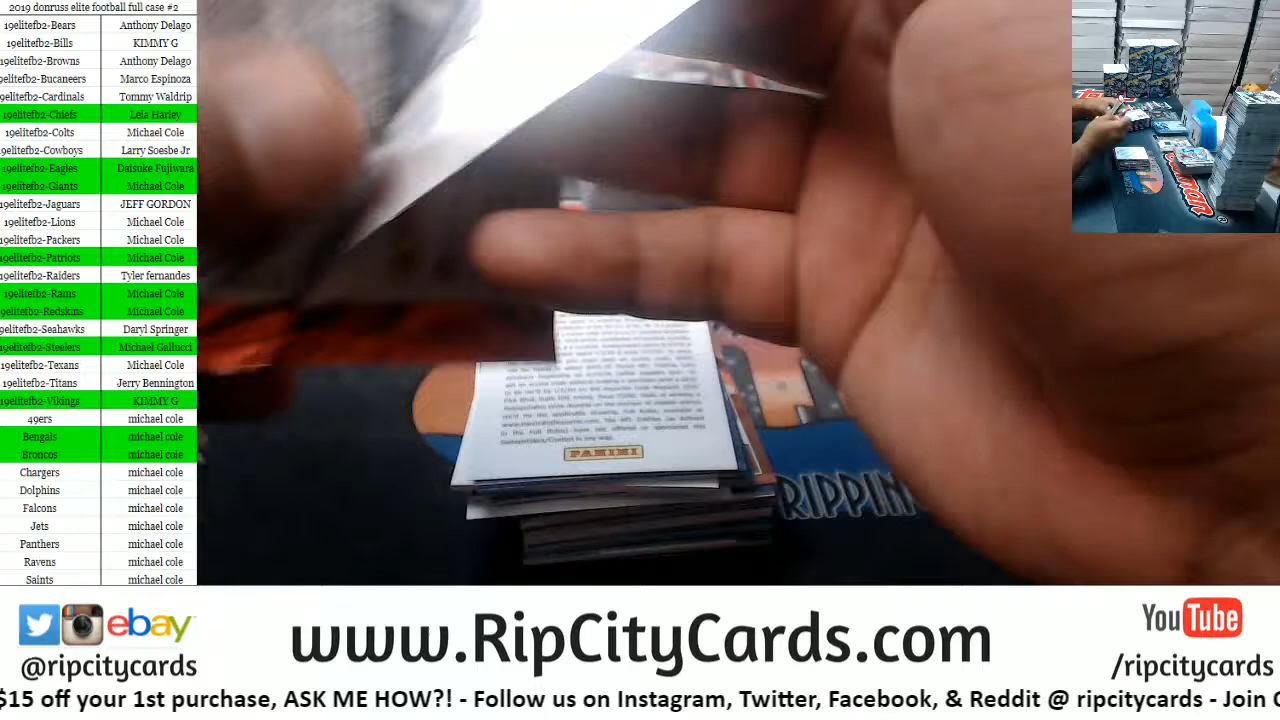 2019 donruss elite football full case #2
19elitefb2-Bears Anthony Delago
19elitefb2-Bills KIMMY G
19elitefb2-Browns Anthony Delago
9elitefb2-Bucaneers Marco Espinoza
9elitefb2-Cardinals Tommy Waldrip
19elitefb2-Chiefs Leia Harley
19elitefb2-Colts Michael Cole
19elitefb2-Cowboys Larry Soesbe Jr
19elitefb2-Eagles Daisuke Fujiwara
19elitefb2-Giants Michael Cole
19elitefb2-Jaguars JEFF GORDON
19elitefb2-Lions Michael Cole
19elitefb2-Packers Michael Cole
19elitefb2-Patriots Michael Cole
19elitefb2-Raiders Tyler fernandes
19elitefb2-Rams Michael Cole
19elitefb2-Redskins Michael Cole
9elitefb2-Seahawks Daryl Springer
19elitefb2-Steelers Michael Gallucci
19elitefb2-Texans Michael Cole
19elitefb2-Titans Jerry Bennington
19elitefb2-Vikings KIMMY G
49ers michael cole
Bengals michael cole
Broncos michael cole
Chargers michael cole
Dolphins michael cole
Falcons michael cole
Jets michael cole
Panthers michael cole
Ravens michael cole
Saints michael cole
PANINI
RIPPIN
ebay
@ripcitycards
www.RipCityCards.com
YouTube
/ripcitycards
$15 off your 1st purchase, ASK ME HOW?! - Follow us on Instagram, Twitter, Facebook, & Reddit @ ripcitycards - Join